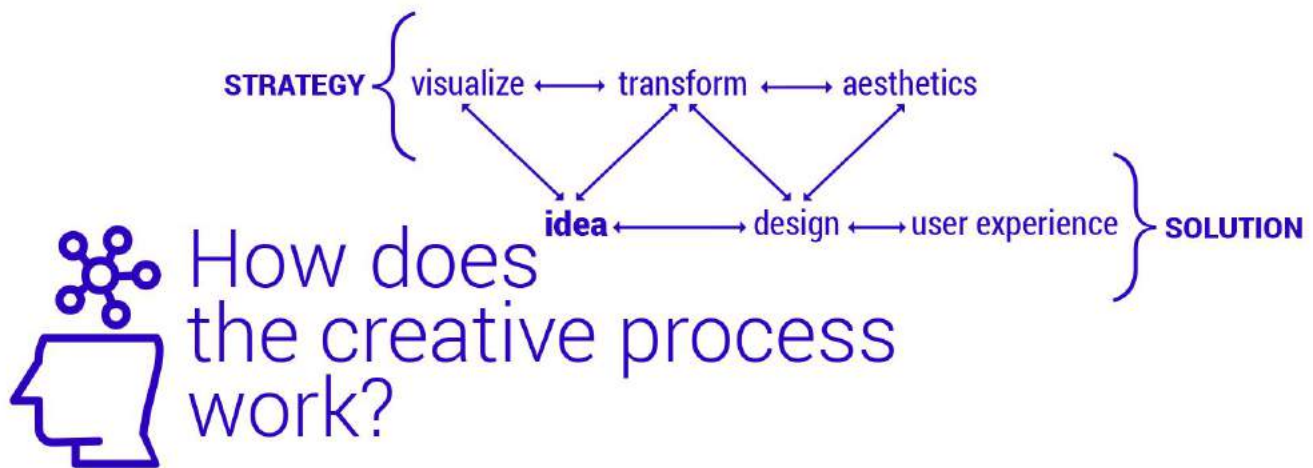 STRATEGY visualize transform aesthetics
idea design user experience SOLUTION
How does
the creative process
work?